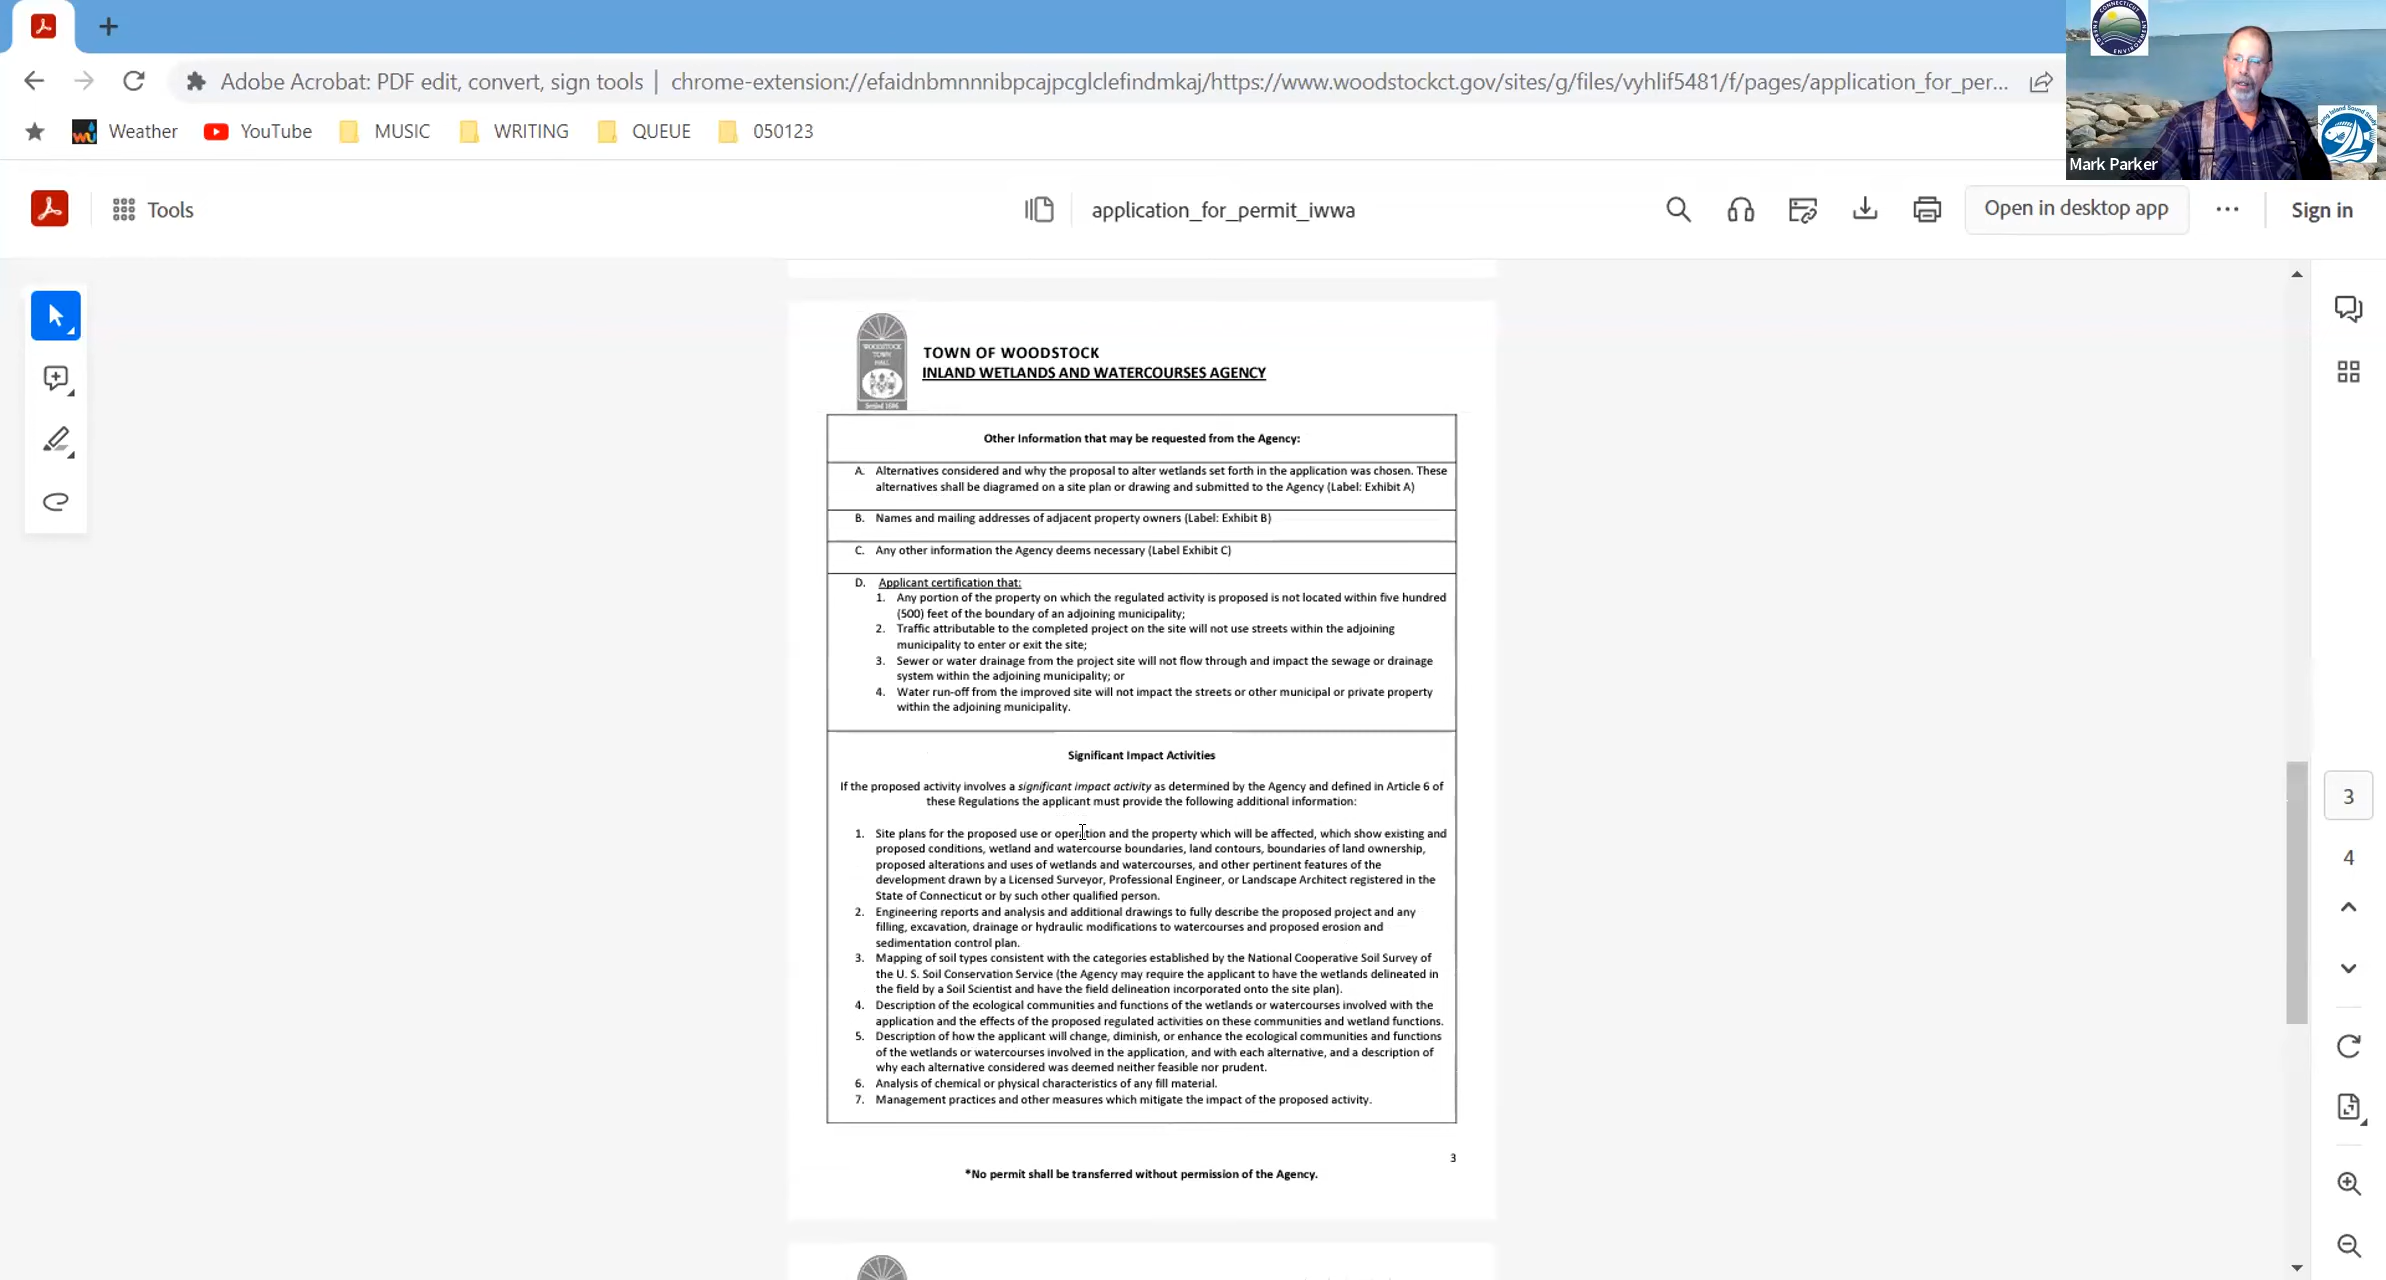 Adobe Acrobat: PDF edit, convert, sign tools | chrome-extension://efaidnbmnnnibpcajpcglclefindmkaj/https://www.woodstockct.gov/sites/g/files/vyhlif5481/f/pages/application_for_per...
Weather YouTube MUSIC WRITING QUEUE 050123
CONNECTICUT
ENERGY ENVIRONMENT
Long Island Sound Study
Mark Parker
Tools
application_for_permit_iwwa
Open in desktop app
Sign in
WOODSTOCK
TOWN
HALL
Settled 1686
TOWN OF WOODSTOCK
INLAND WETLANDS AND WATERCOURSES AGENCY
Other Information that may be requested from the Agency:
A. Alternatives considered and why the proposal to alter wetlands set forth in the application was chosen. These
alternatives shall be diagramed on a site plan or drawing and submitted to the Agency (Label: Exhibit A)
B. Names and mailing addresses of adjacent property owners (Label: Exhibit B)
C. Any other information the Agency deems necessary (Label Exhibit C)
D. Applicant certification that:
1. Any portion of the property on which the regulated activity is proposed is not located within five hundred
(500) feet of the boundary of an adjoining municipality;
2. Traffic attributable to the completed project on the site will not use streets within the adjoining
municipality to enter or exit the site;
3. Sewer or water drainage from the project site will not flow through and impact the sewage or drainage
system within the adjoining municipality; or
4. Water run-off from the improved site will not impact the streets or other municipal or private property
within the adjoining municipality.
Significant Impact Activities
If the proposed activity involves a significant impact activity as determined by the Agency and defined in Article 6 of
these Regulations the applicant must provide the following additional information:
1. Site plans for the proposed use or operation and the property which will be affected, which show existing and
proposed conditions, wetland and watercourse boundaries, land contours, boundaries of land ownership,
proposed alterations and uses of wetlands and watercourses, and other pertinent features of the
development drawn by a Licensed Surveyor, Professional Engineer, or Landscape Architect registered in the
State of Connecticut or by such other qualified person.
2. Engineering reports and analysis and additional drawings to fully describe the proposed project and any
filling, excavation, drainage or hydraulic modifications to watercourses and proposed erosion and
sedimentation control plan.
3. Mapping of soil types consistent with the categories established by the National Cooperative Soil Survey of
the U. S. Soil Conservation Service (the Agency may require the applicant to have the wetlands delineated in
the field by a Soil Scientist and have the field delineation incorporated onto the site plan).
4. Description of the ecological communities and functions of the wetlands or watercourses involved with the
application and the effects of the proposed regulated activities on these communities and wetland functions.
5. Description of how the applicant will change, diminish, or enhance the ecological communities and functions
of the wetlands or watercourses involved in the application, and with each alternative, and a description of
why each alternative considered was deemed neither feasible nor prudent.
6. Analysis of chemical or physical characteristics of any fill material.
7. Management practices and other measures which mitigate the impact of the proposed activity.
3
*No permit shall be transferred without permission of the Agency.
3
4